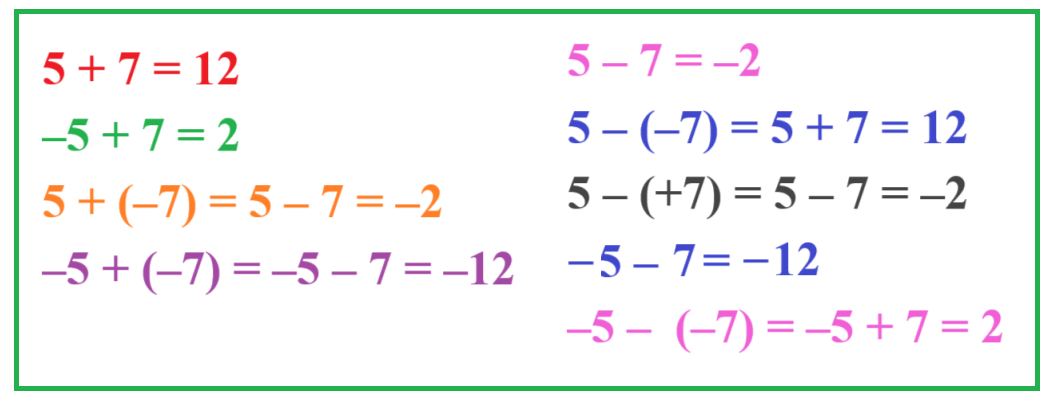 5 + 7 = 12
–5 + 7 = 2
5 + (–7) = 5 – 7 = –2
–5 + (–7) = –5 – 7 = –12
5 – 7 = –2
5 – (–7) = 5 + 7 = 12
5 – (+7) = 5 – 7 = –2
–5 – 7 = –12
–5 – (–7) = –5 + 7 = 2